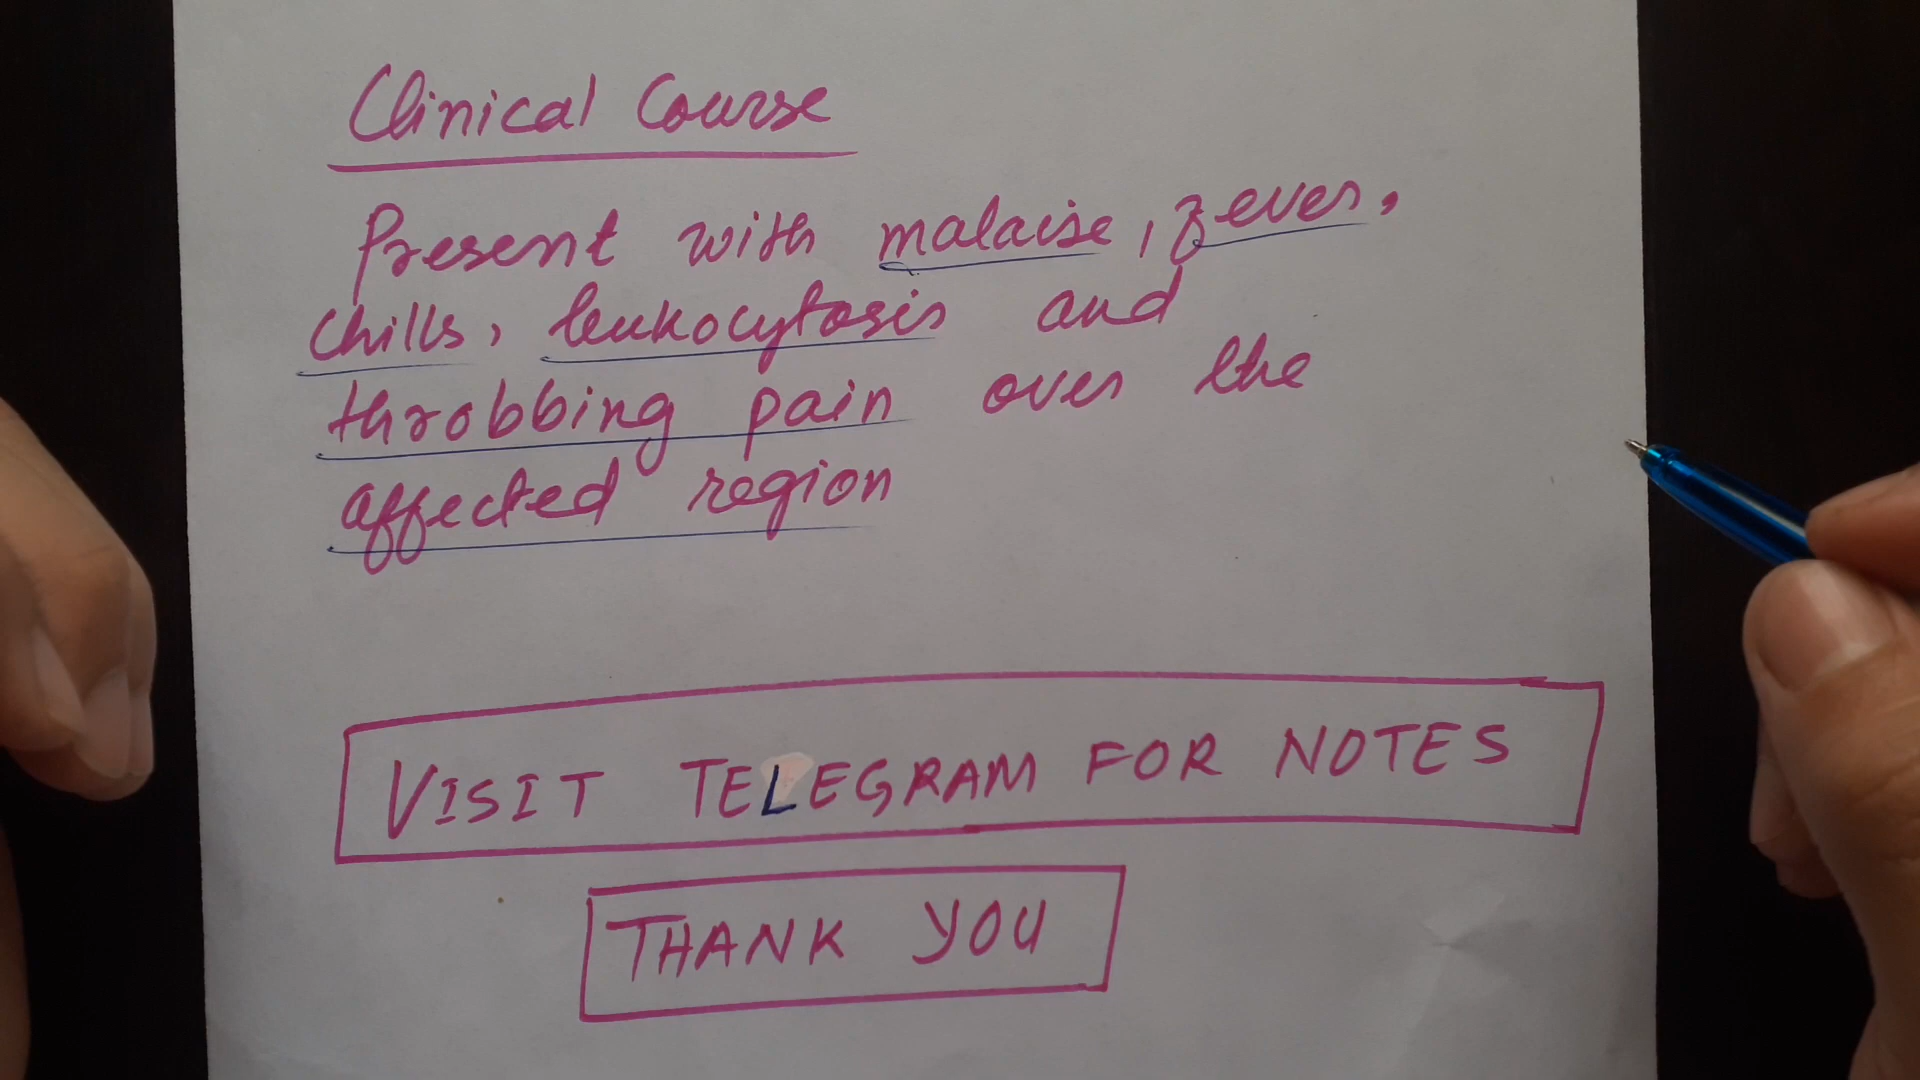 Clinical Course
Present with malaise, fever,
chills, leukocytosis and
throbbing pain over the
affected region
VISIT TELEGRAM FOR NOTES
THANK YOU